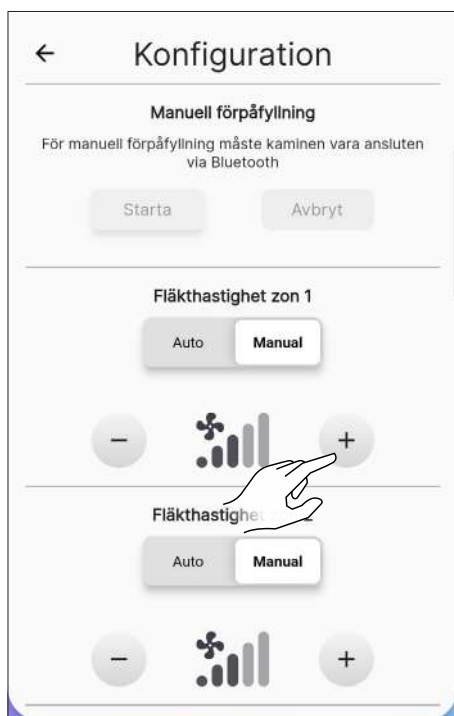 Konfiguration
Manuell förpåfyllning
För manuell förpåfyllning måste kaminen vara ansluten
via Bluetooth
Starta Avbryt
Fläkthastighet zon 1
Auto Manual
Fläkthastighet
Auto Manual